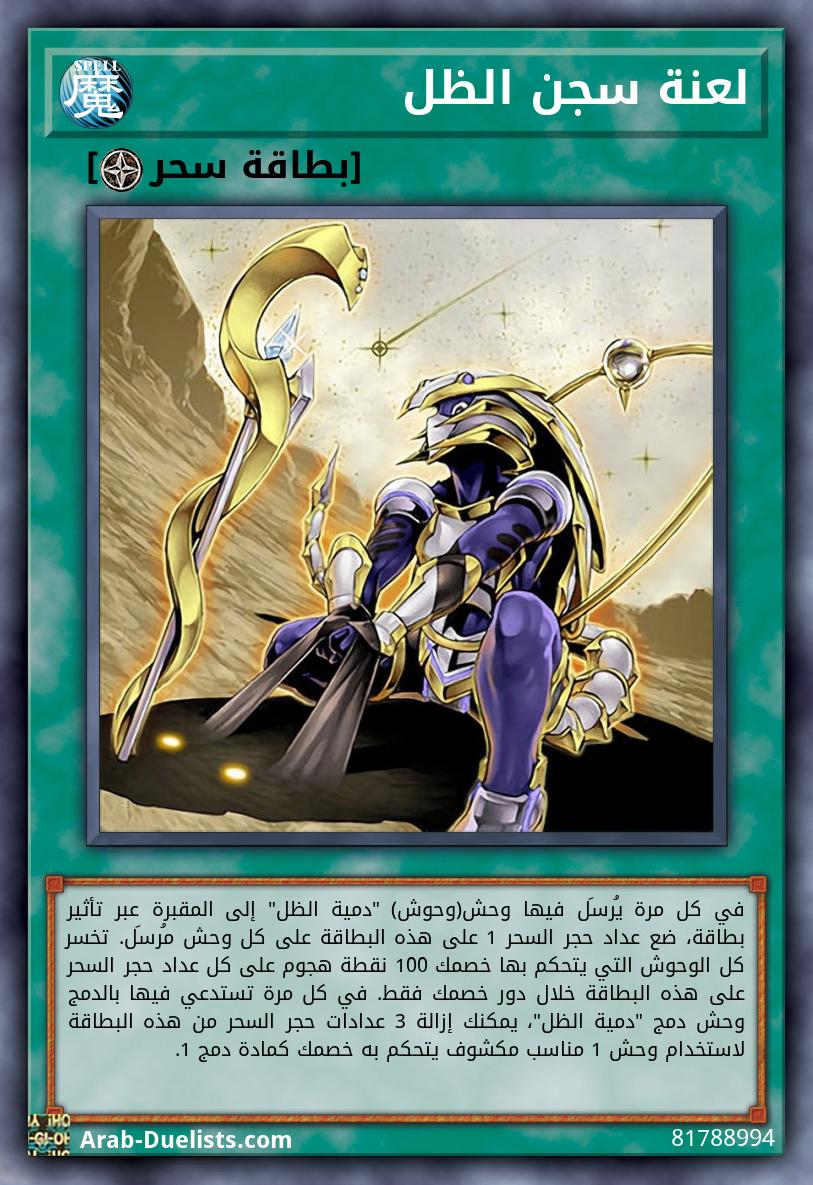 SPELL
魔
لعنة سجن الظل
[بطاقة سحر]
في كل مرة يُرسَل فيها وحش(وحوش) "دمية الظل" إلى المقبرة عبر تأثير
بطاقة، ضع عداد حجر السحر 1 على هذه البطاقة على كل وحش مرُسلَ. تخسر
كل الوحوش التي يتحكم بها خصمك 100 نقطة هجوم على كل عداد حجر السحر
على هذه البطاقة خلال دور خصمك فقط. في كل مرة تستدعي فيها بالدمج
وحش دمج "دمية الظل"، يمكنك إزالة 3 عدادات حجر السحر من هذه البطاقة
لاستخدام وحش 1 مناسب مكشوف يتحكم به خصمك كمادة دمج 1.
Arab-Duelists.com
81788994